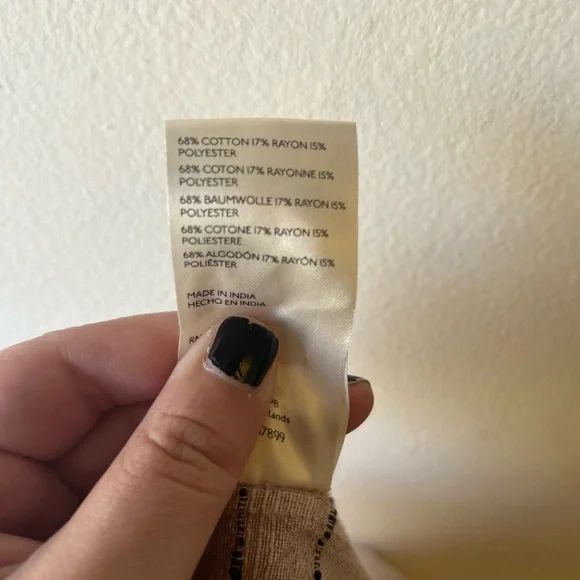 68% COTTON 17% RAYON 15%
POLYESTER
68% COTON 17% RAYONNE 15%
POLYESTER
68% BAUMWOLLE 17% RAYON 15%
POLYESTER
68% COTONE 17% RAYON 15%
POLIESTERE
68% ALGODÓN 17% RAYÓN 15%
POLIÉSTER
MADE IN INDIA
HECHO EN INDIA